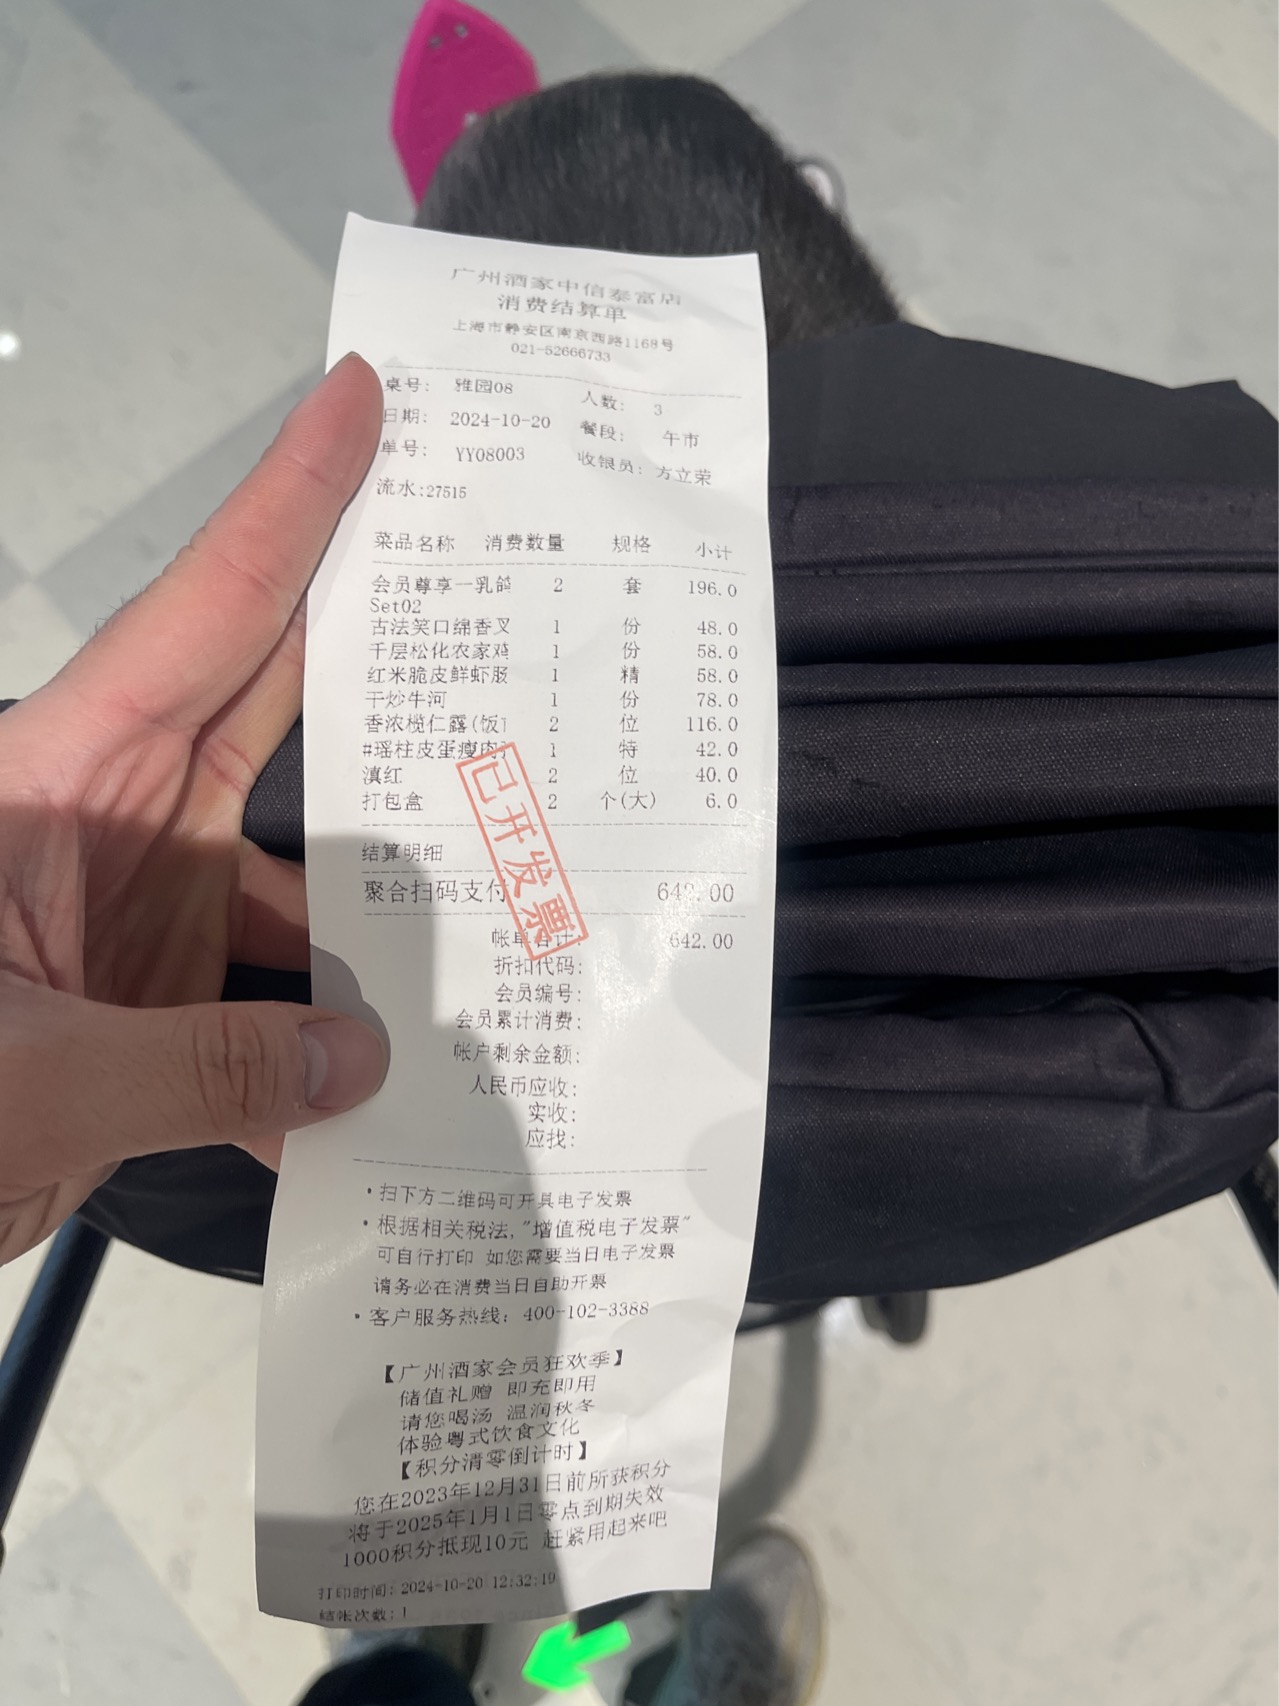 广州酒家中信泰富店
消费结算单
上海市静安区南京西路1168号
021-52666733
桌号: 雅园08 人数: 3
日期: 2024-10-20 餐段: 午市
单号: YY08003 收银员: 方立荣
流水:27515
菜品名称 消费数量 规格 小计
会员尊享一乳鸽 2 套 196.0
Set02
古法笑口绵香叉 1 份 48.0
千层松化农家鸡 1 份 58.0
红米脆皮鲜虾肠 1 精 58.0
干炒牛河 1 份 78.0
香浓榄仁露(饭市 2 位 116.0
#瑶柱皮蛋瘦肉 1 特 42.0
滇红 2 位 40.0
打包盒 2 个(大) 6.0
已开发票
结算明细
聚合扫码支付 642.00
帐单合计: 642.00
折扣代码:
会员编号:
会员累计消费:
帐户剩余金额:
人民币应收:
实收:
应找:
•扫下方二维码可开具电子发票
•根据相关税法,"增值税电子发票"
可自行打印 如您需要当日电子发票
请务必在消费当日自助开票
•客户服务热线: 400-102-3388
【广州酒家会员狂欢季】
储值礼赠 即充即用
请您喝汤 温润秋冬
体验粤式饮食文化
【积分清零倒计时】
您在2023年12月31日前所获积分
将于2025年1月1日零点到期失效
1000积分抵现10元 赶紧用起来吧
打印时间: 2024-10-20 12:32:19
结帐次数: 1